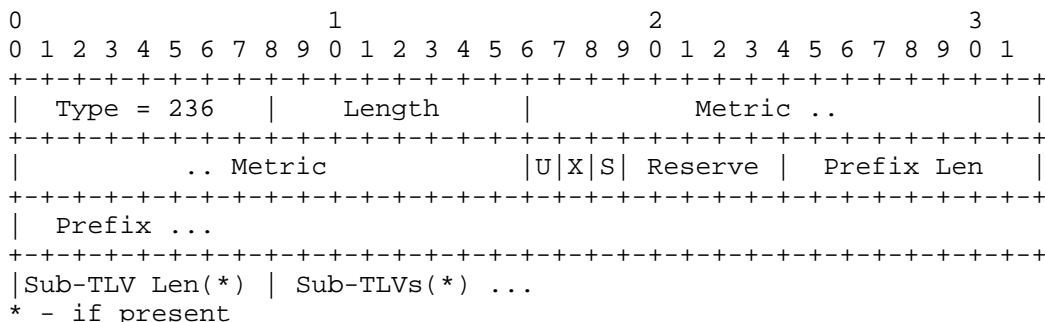 0                   1                   2                   3
0 1 2 3 4 5 6 7 8 9 0 1 2 3 4 5 6 7 8 9 0 1 2 3 4 5 6 7 8 9 0 1
+-+-+-+-+-+-+-+-+-+-+-+-+-+-+-+-+-+-+-+-+-+-+-+-+-+-+-+-+-+-+-+-+
|  Type = 236   |    Length     |          Metric ..            |
+-+-+-+-+-+-+-+-+-+-+-+-+-+-+-+-+-+-+-+-+-+-+-+-+-+-+-+-+-+-+-+-+
|          .. Metric            |U|X|S| Reserve |  Prefix Len   |
+-+-+-+-+-+-+-+-+-+-+-+-+-+-+-+-+-+-+-+-+-+-+-+-+-+-+-+-+-+-+-+-+
|  Prefix ...
+-+-+-+-+-+-+-+-+-+-+-+-+-+-+-+-+-+-+-+-+-+-+-+-+-+-+-+-+-+-+-+-+
|Sub-TLV Len(*) | Sub-TLVs(*) ...
* - if present